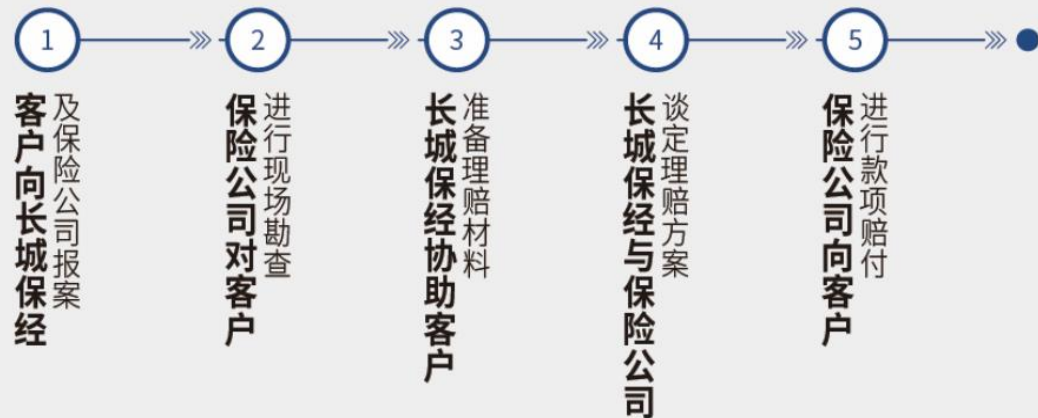 1
客户向长城保经
及保险公司报案
2
保险公司对客户
进行现场勘查
3
长城保经协助客户
准备理赔材料
4
长城保经与保险公司
谈定理赔方案
5
保险公司向客户
进行款项赔付